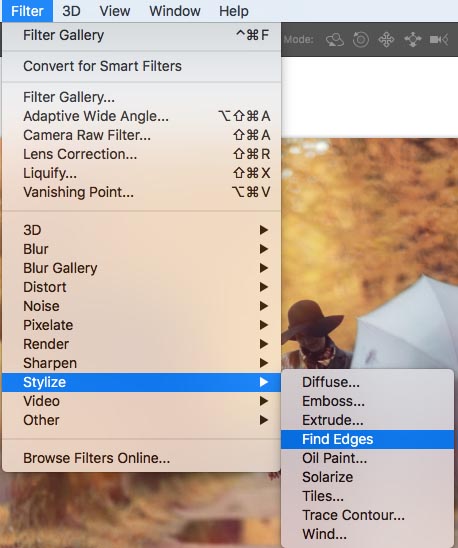 Filter 3D View Window Help
Filter Gallery ^⌘F
Mode:
Convert for Smart Filters
Filter Gallery...
Adaptive Wide Angle... ⌥⇧⌘A
Camera Raw Filter... ⇧⌘A
Lens Correction... ⇧⌘R
Liquify... ⇧⌘X
Vanishing Point... ⌥⌘V
3D
Blur
Blur Gallery
Distort
Noise
Pixelate
Render
Sharpen
Stylize
Video
Other
Browse Filters Online...
Diffuse...
Emboss...
Extrude...
Find Edges
Oil Paint...
Solarize
Tiles...
Trace Contour...
Wind...